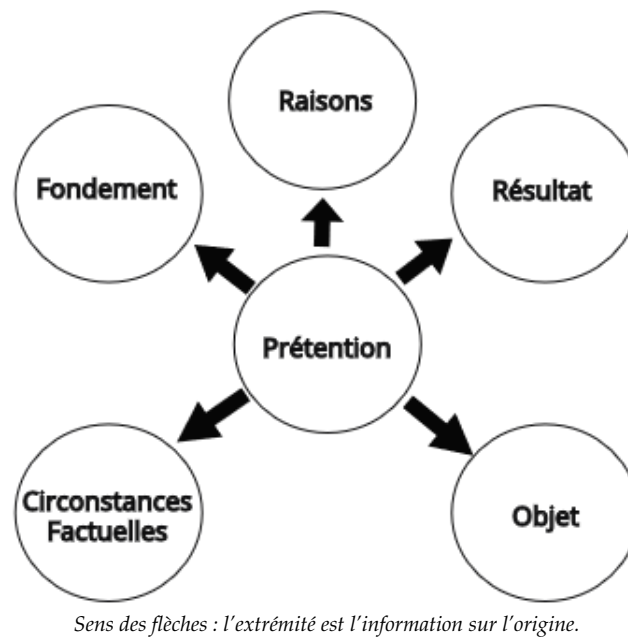 Raisons
Fondement
Résultat
Prétention
Circonstances
Factuelles
Objet
Sens des flèches : l'extrémité est l'information sur l'origine.